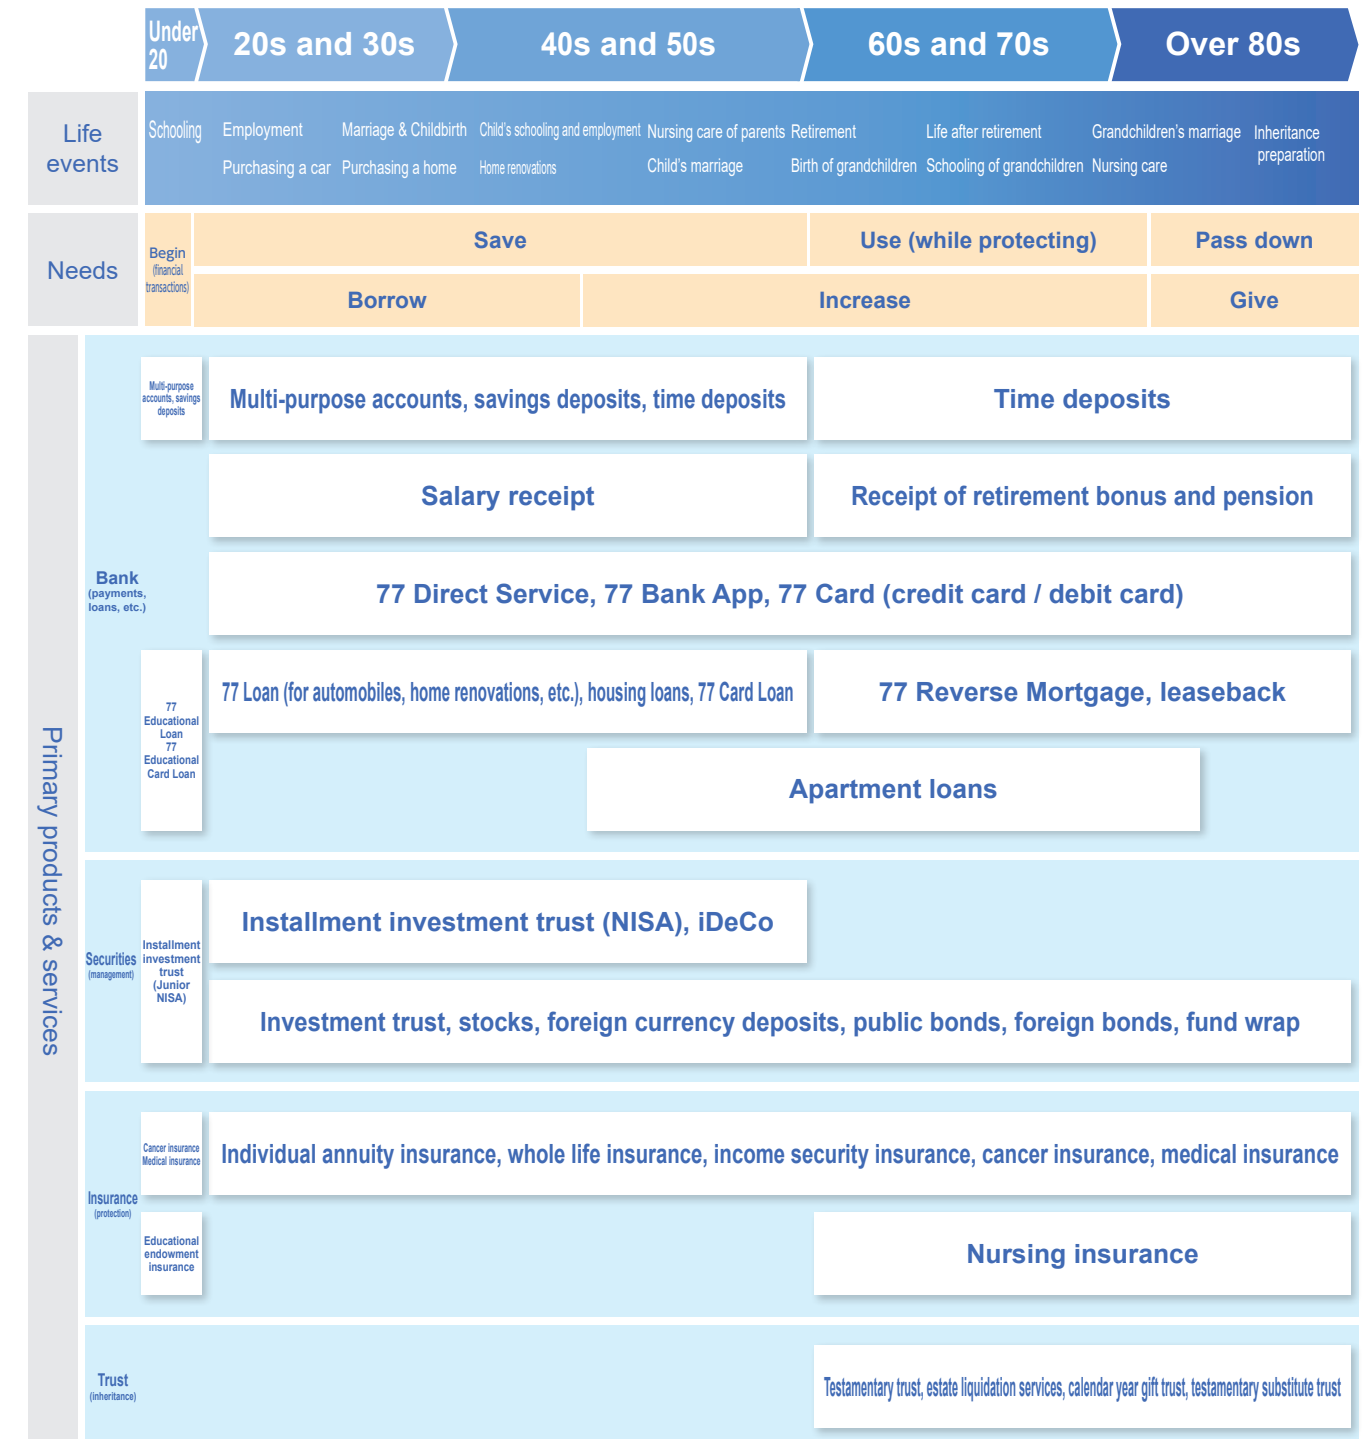 Under
20
20s and 30s
40s and 50s
60s and 70s
Over 80s
Life
events
Schooling
Employment
Purchasing a car
Marriage & Childbirth
Purchasing a home
Child's schooling and employment
Home renovations
Nursing care of parents
Child's marriage
Retirement
Birth of grandchildren
Life after retirement
Schooling of grandchildren
Grandchildren's marriage
Nursing care
Inheritance
preparation
Needs
Begin
(financial
transactions)
Save
Use (while protecting)
Pass down
Borrow
Increase
Give
Primary products & services
Bank
(payments,
loans, etc.)
Multi-purpose
accounts, savings
deposits
Multi-purpose accounts, savings deposits, time deposits
Time deposits
Salary receipt
Receipt of retirement bonus and pension
77 Direct Service, 77 Bank App, 77 Card (credit card / debit card)
77
Educational
Loan
77
Educational
Card Loan
77 Loan (for automobiles, home renovations, etc.), housing loans, 77 Card Loan
77 Reverse Mortgage, leaseback
Apartment loans
Securities
(management)
Installment
investment
trust
(Junior
NISA)
Installment investment trust (NISA), iDeCo
Investment trust, stocks, foreign currency deposits, public bonds, foreign bonds, fund wrap
Insurance
(protection)
Cancer insurance
Medical insurance
Individual annuity insurance, whole life insurance, income security insurance, cancer insurance, medical insurance
Educational
endowment
insurance
Nursing insurance
Trust
(inheritance)
Testamentary trust, estate liquidation services, calendar year gift trust, testamentary substitute trust